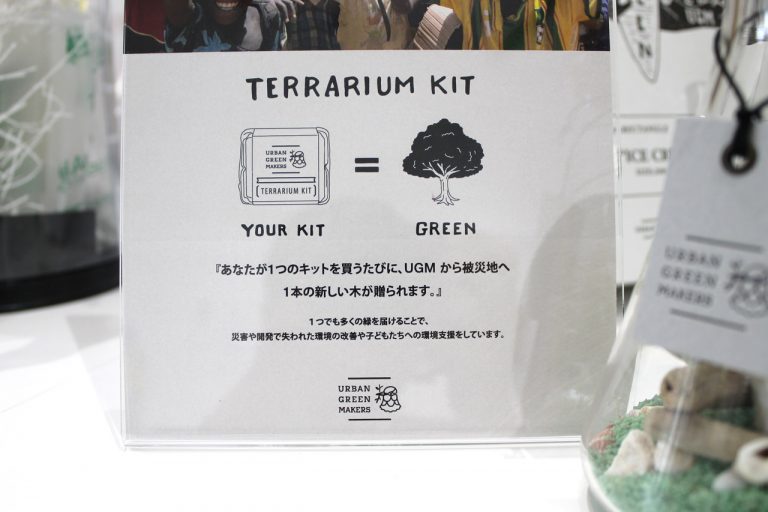 TERRARIUM KIT
URBAN
GREEN
MAKERS
TERRARIUM KIT
=
YOUR KIT
GREEN
『あなたが1つのキットを買うたびに、UGM から被災地へ
1本の新しい木が贈られます。』
1つでも多くの緑を届けることで、
災害や開発で失われた環境の改善や子どもたちへの環境支援をしています。
URBAN
GREEN
MAKERS
URBAN
GREEN
MAKERS